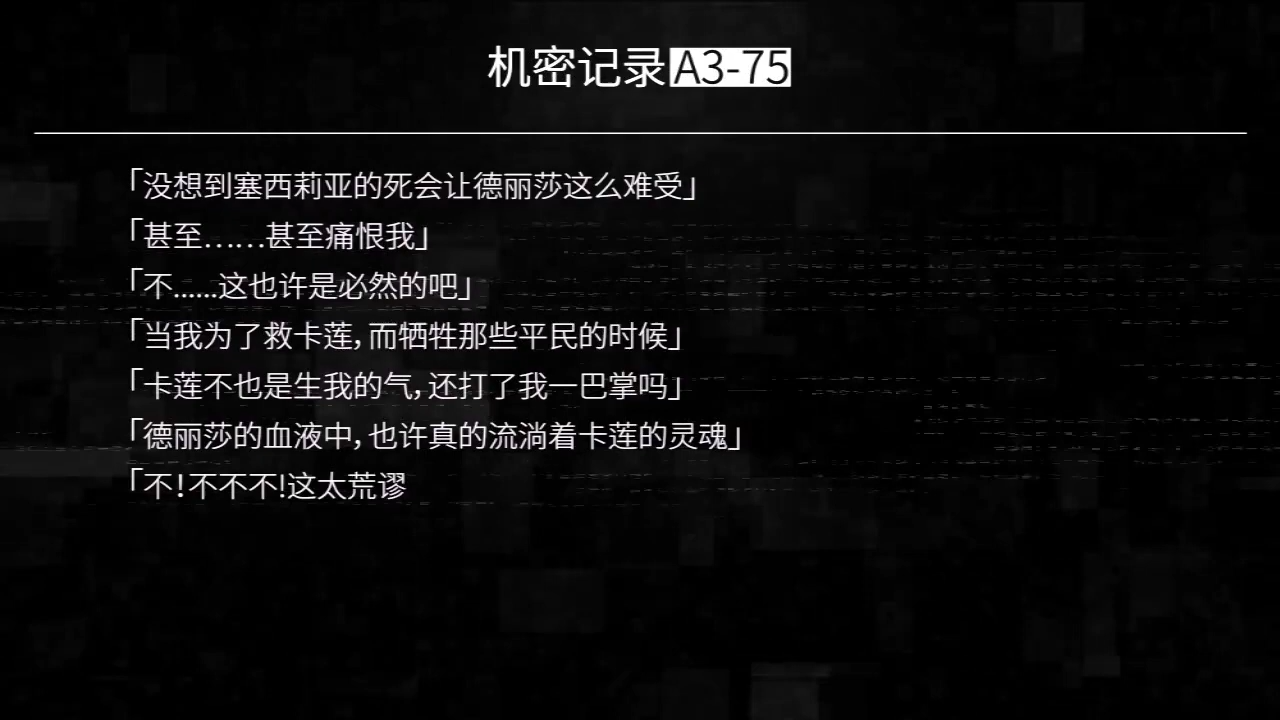 机密记录A3-75
「没想到塞西莉亚的死会让德丽莎这么难受」
「甚至……甚至痛恨我」
「不......这也许是必然的吧」
「当我为了救卡莲，而牺牲那些平民的时候」
「卡莲不也是生我的气，还打了我一巴掌吗」
「德丽莎的血液中，也许真的流淌着卡莲的灵魂」
「不！不不不!这太荒谬